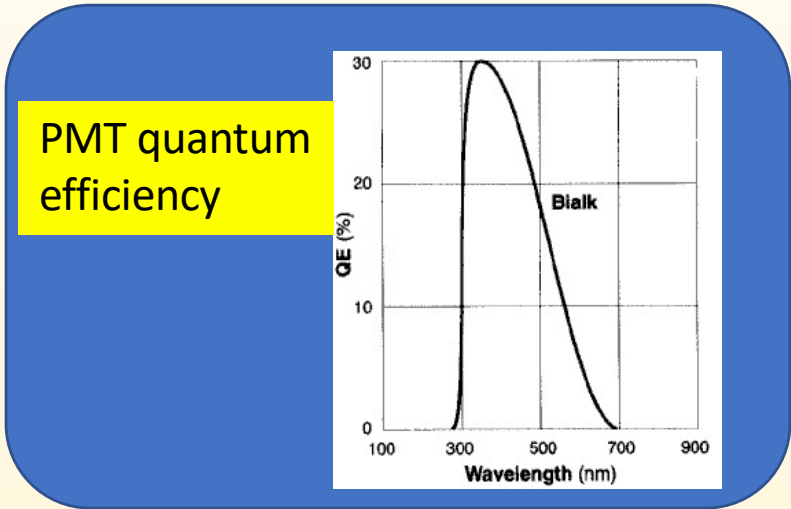 PMT quantum
efficiency
30
20
10
0
QE (%)
Bialk
100 300 500 700 900
Wavelength (nm)